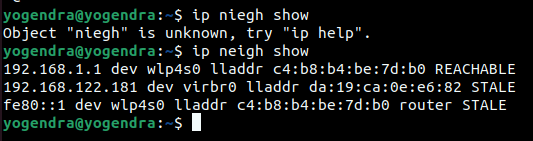 yogendra@yogendra:~$ ip niegh show
Object "niegh" is unknown, try "ip help".
yogendra@yogendra:~$ ip neigh show
192.168.1.1 dev wlp4s0 lladdr c4:b8:b4:be:7d:b0 REACHABLE
192.168.122.181 dev virbr0 lladdr da:19:ca:0e:e6:82 STALE
fe80::1 dev wlp4s0 lladdr c4:b8:b4:be:7d:b0 router STALE
yogendra@yogendra:~$